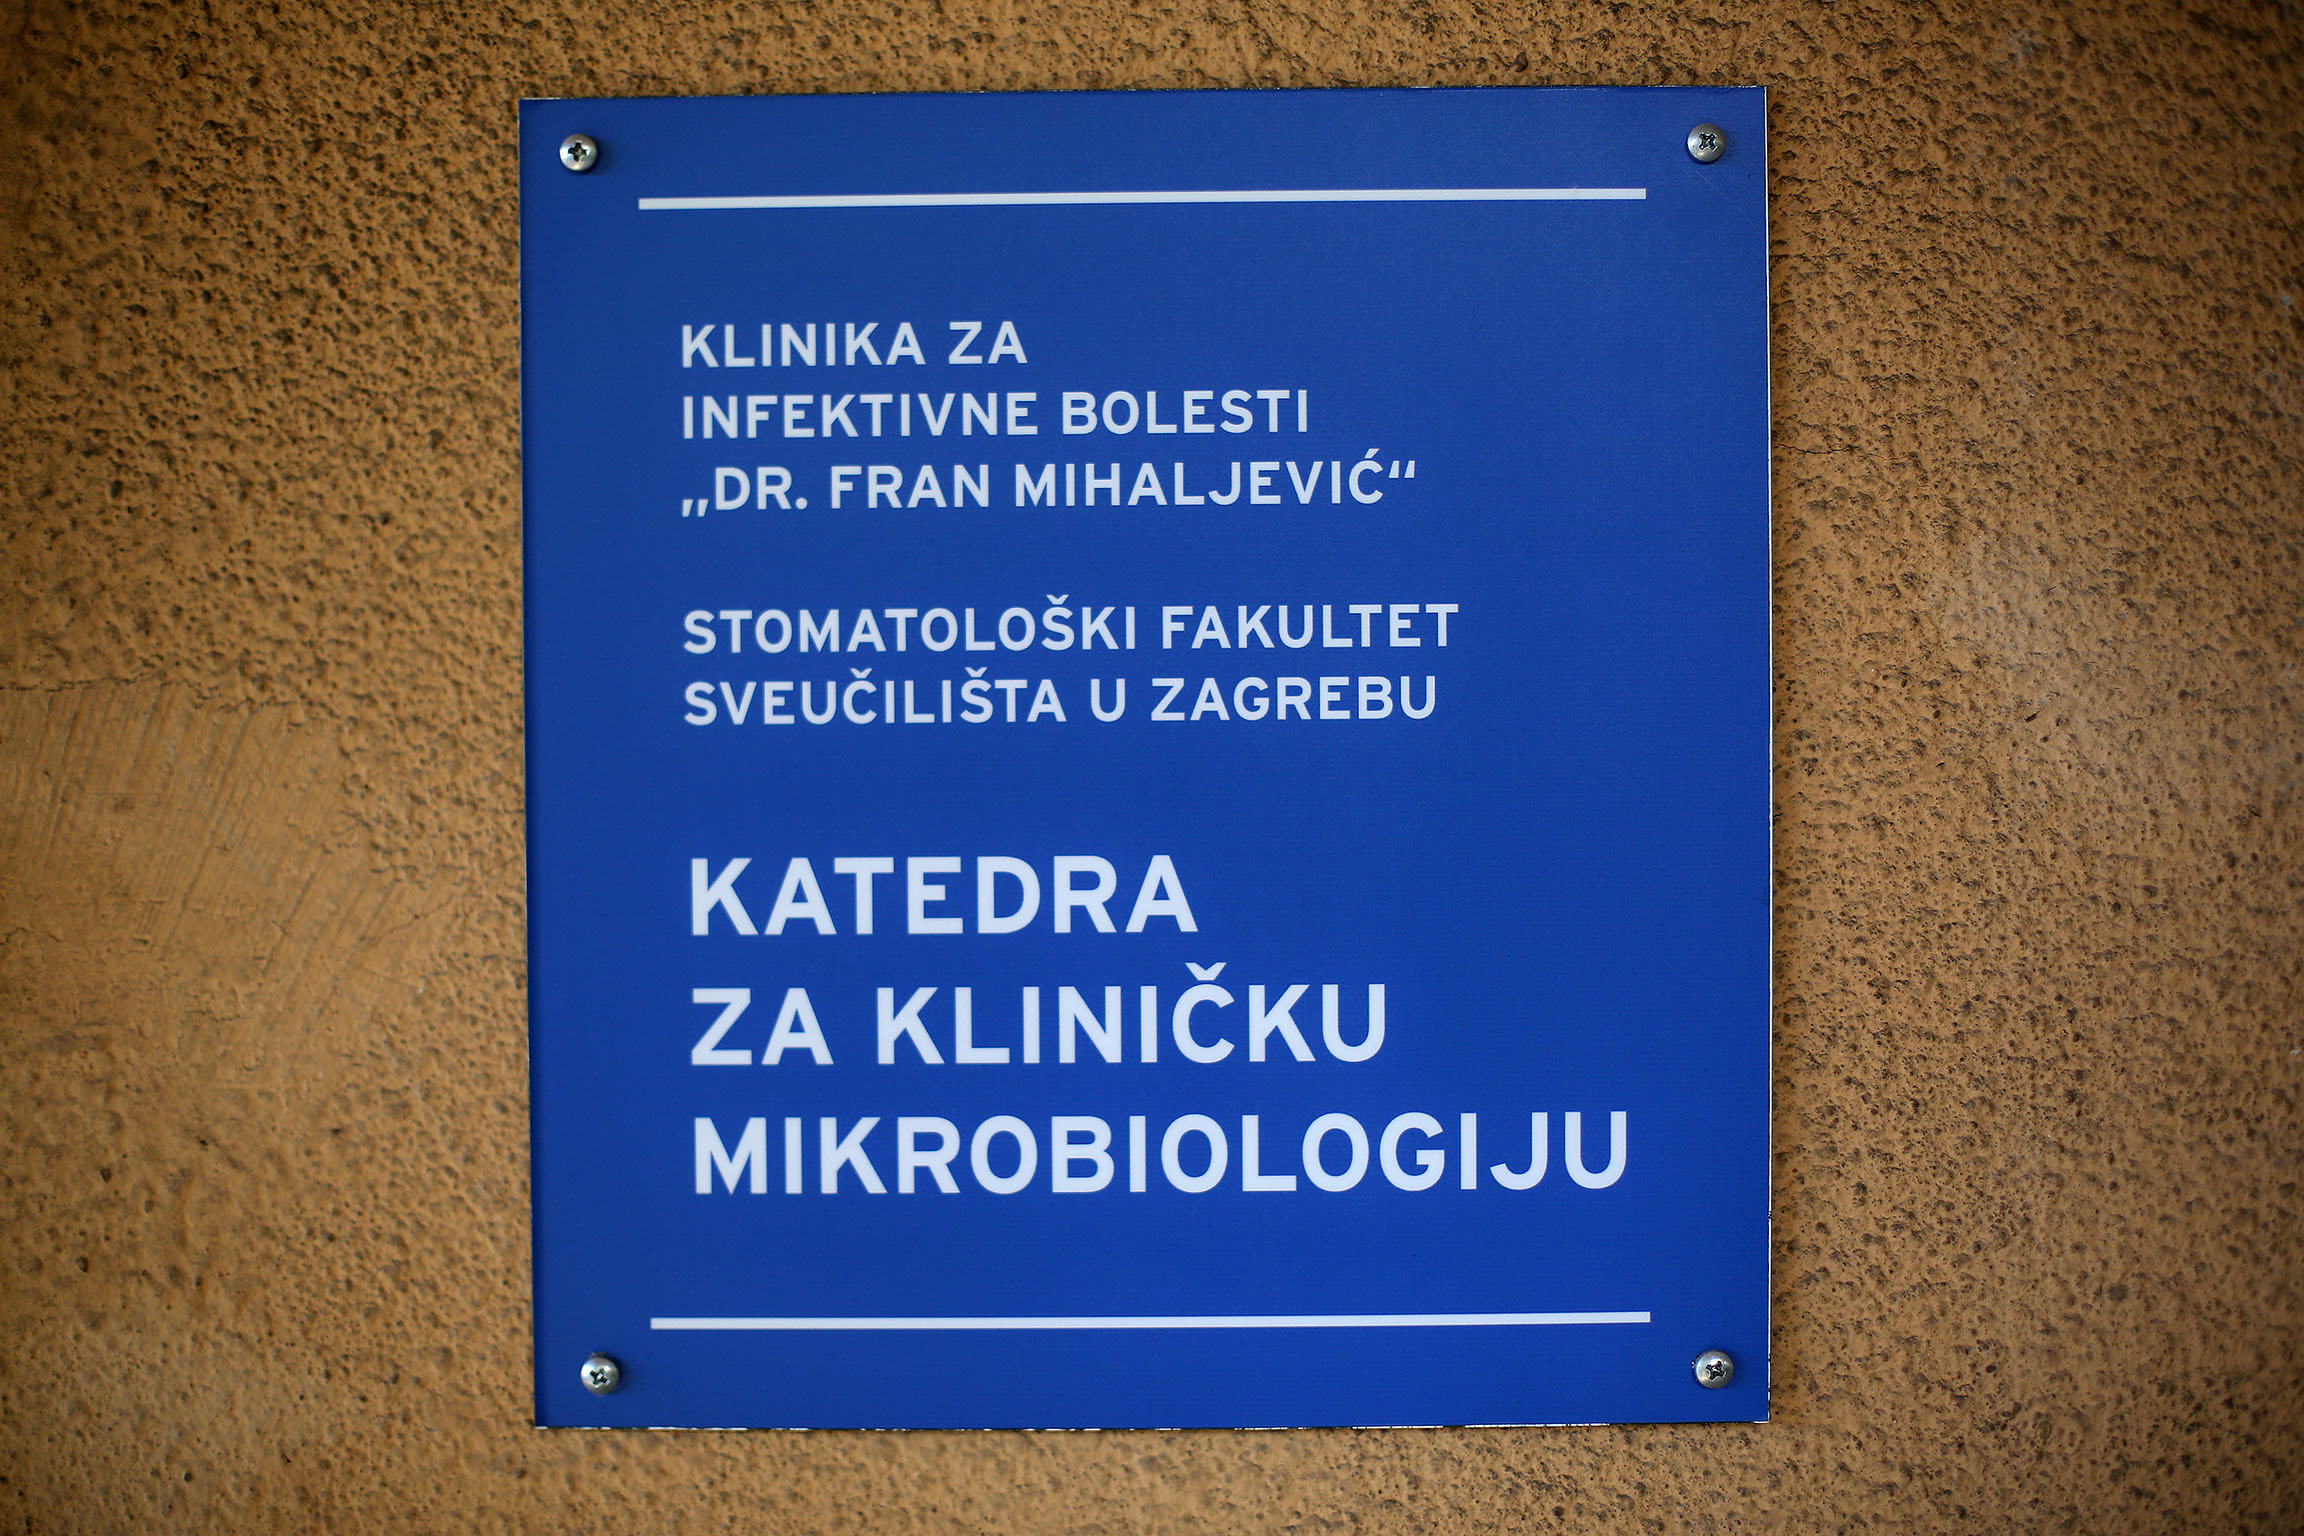 KLINIKA ZA
INFEKTIVNE BOLESTI
„DR. FRAN MIHALJEVIĆ“
STOMATOLOŠKI FAKULTET
SVEUČILIŠTA U ZAGREBU
KATEDRA
ZA KLINIČKU
MIKROBIOLOGIJU